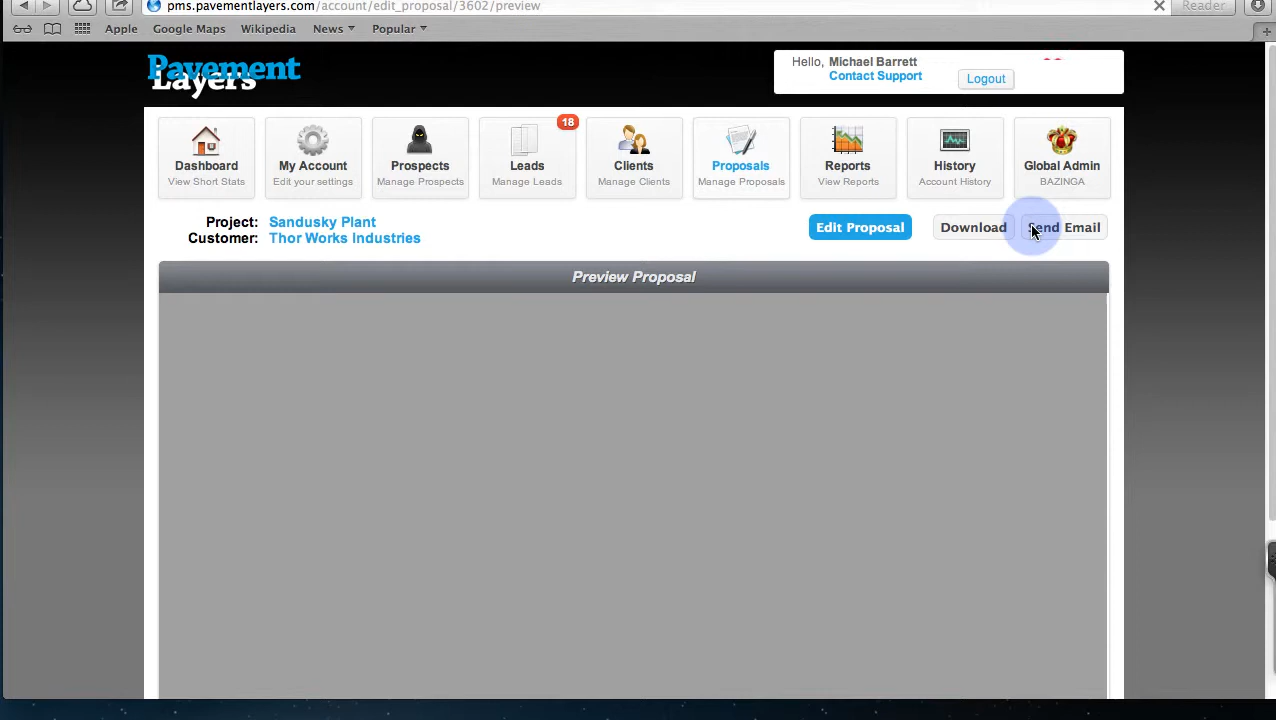 pms.pavementlayers.com/account/edit_proposal/3602/preview
Reader
Apple Google Maps Wikipedia News Popular
Pavement
Layers
Hello, Michael Barrett
Contact Support
Logout
18
Dashboard
View Short Stats
My Account
Edit your settings
Prospects
Manage Prospects
Leads
Manage Leads
Clients
Manage Clients
Proposals
Manage Proposals
Reports
View Reports
History
Account History
Global Admin
BAZINGA
Project: Sandusky Plant
Customer: Thor Works Industries
Edit Proposal
Download
Send Email
Preview Proposal